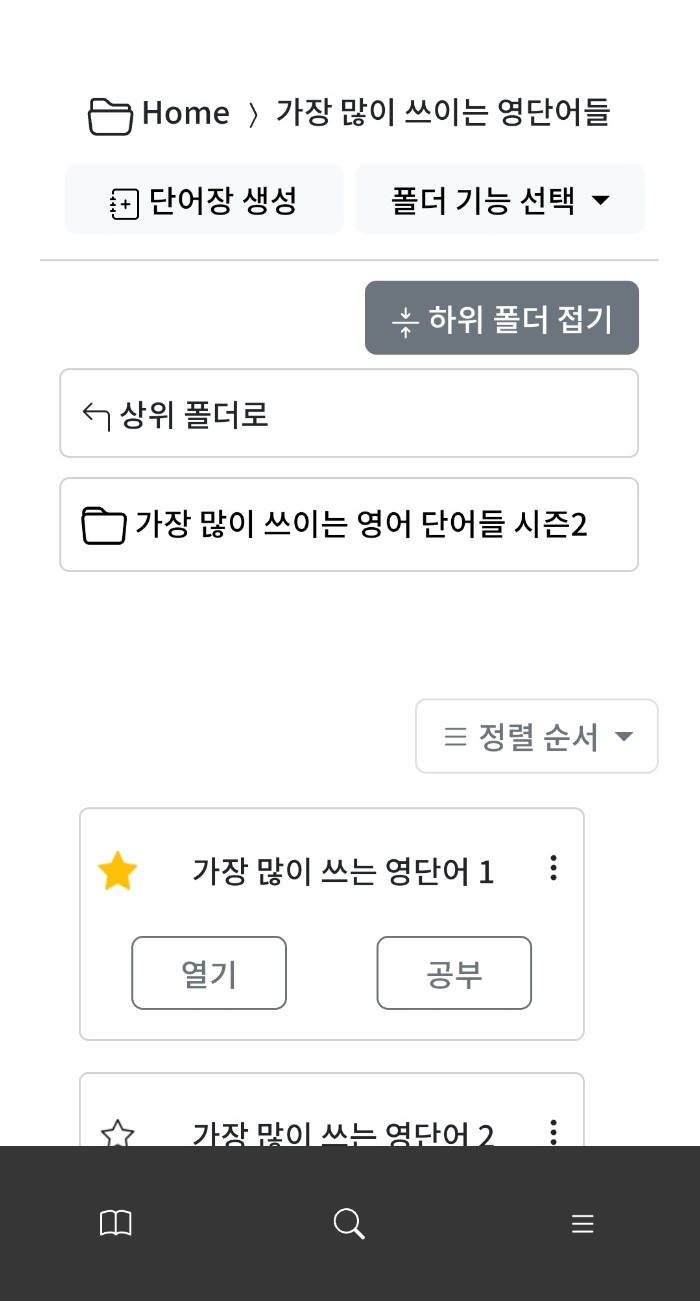 Home 〉 가장 많이 쓰이는 영단어들
단어장 생성
폴더 기능 선택
하위 폴더 접기
상위 폴더로
가장 많이 쓰이는 영어 단어들 시즌2
정렬 순서
가장 많이 쓰는 영단어 1
열기 공부
가장 많이 쓰는 영단어 2